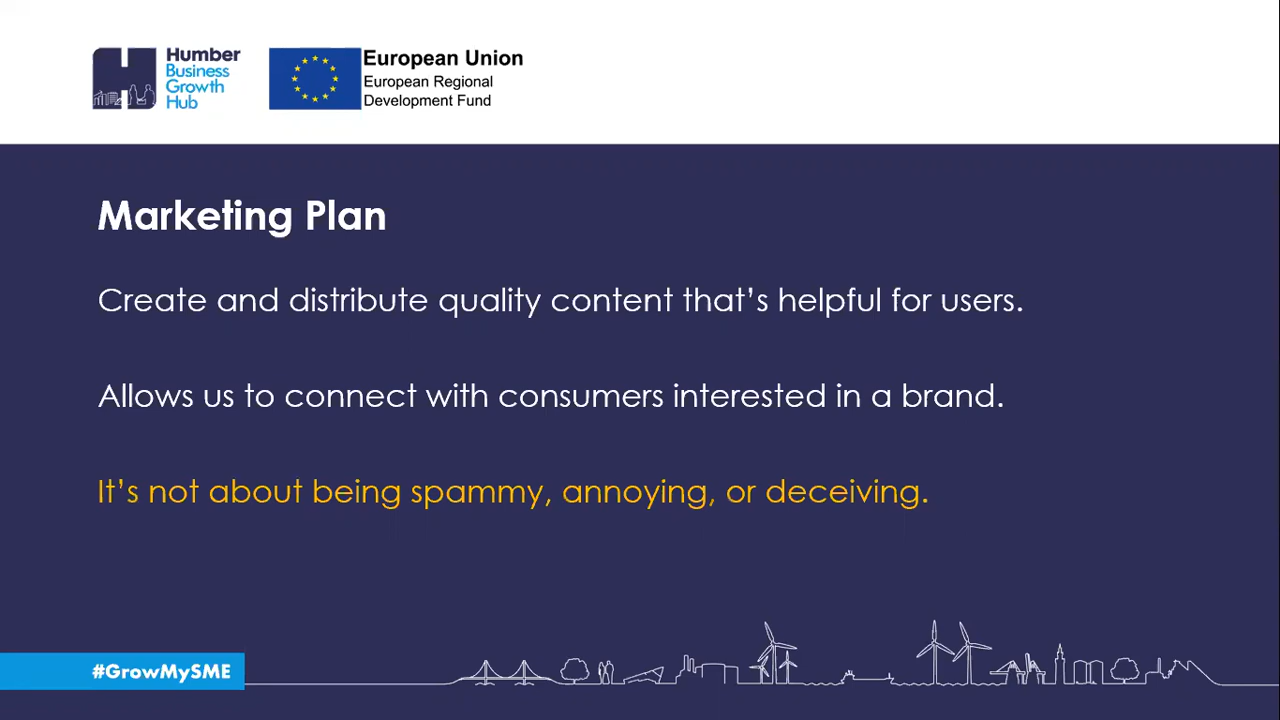 Humber
Business
Growth
Hub
European Union
European Regional
Development Fund
Marketing Plan
Create and distribute quality content that’s helpful for users.
Allows us to connect with consumers interested in a brand.
It’s not about being spammy, annoying, or deceiving.
#GrowMySME